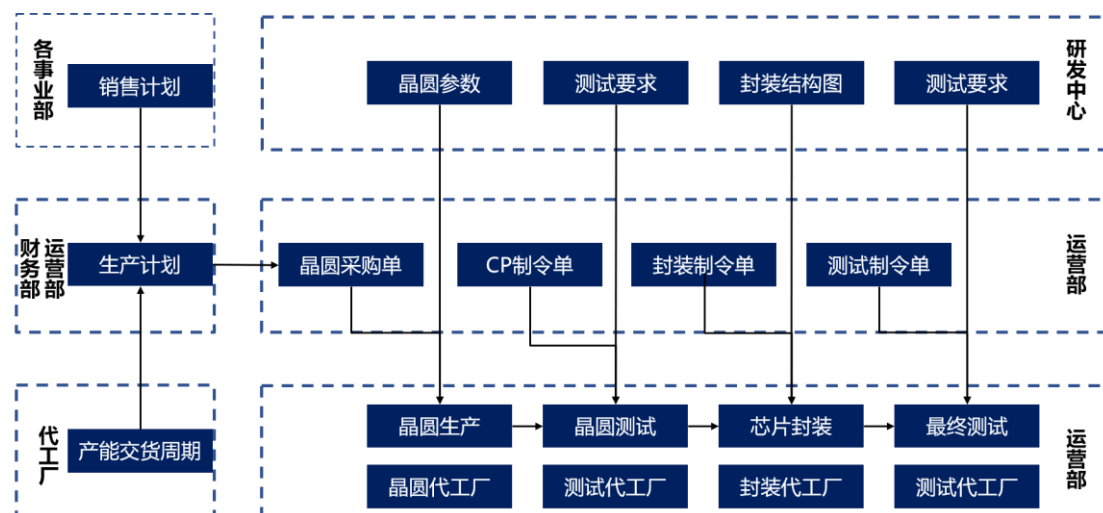 各事业部
销售计划
晶圆参数
测试要求
封装结构图
测试要求
研发中心
财务部
运营部
生产计划
晶圆采购单
CP制令单
封装制令单
测试制令单
运营部
代工厂
产能交货周期
晶圆生产
晶圆测试
芯片封装
最终测试
晶圆代工厂
测试代工厂
封装代工厂
测试代工厂
运营部